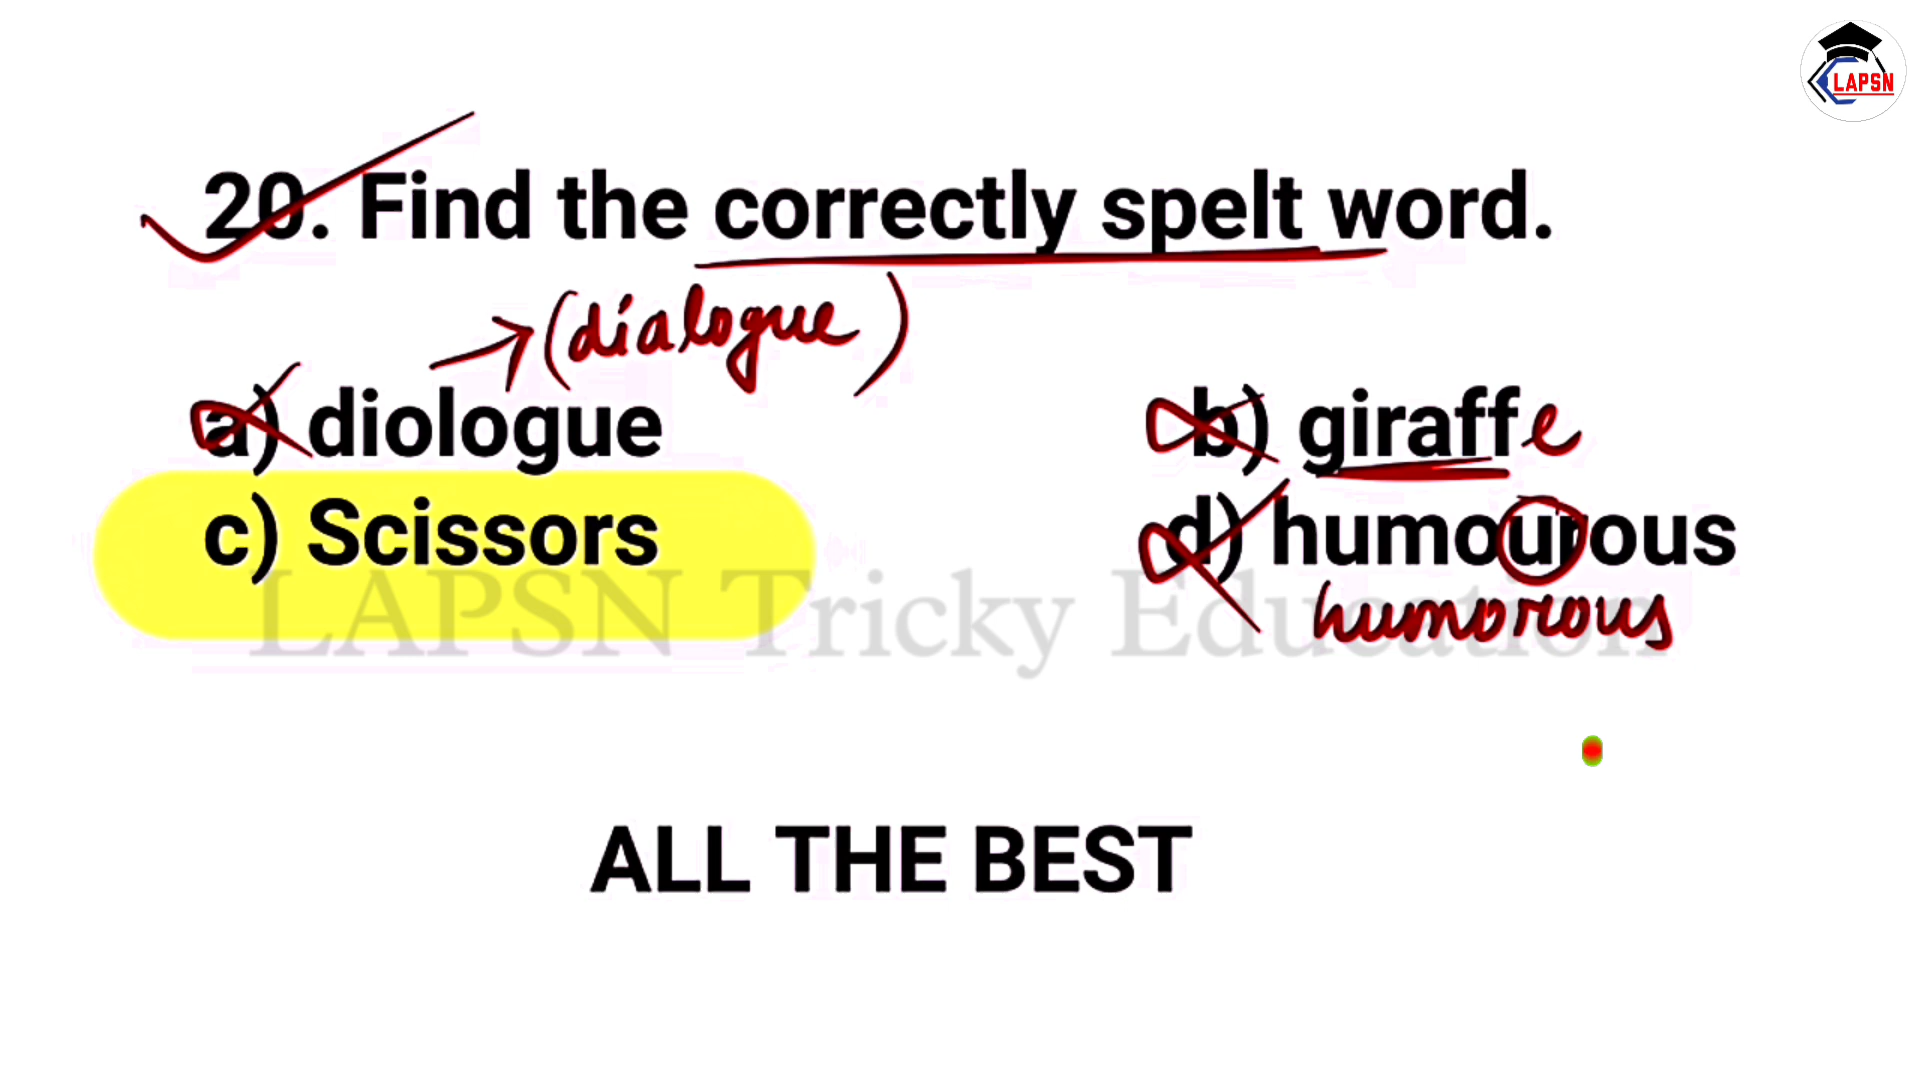 LAPSN
20. Find the correctly spelt word.
(dialogue)
a) diologue
b) giraffe
c) Scissors
d) humourous
humorous
LAPSN Tricky Education
ALL THE BEST